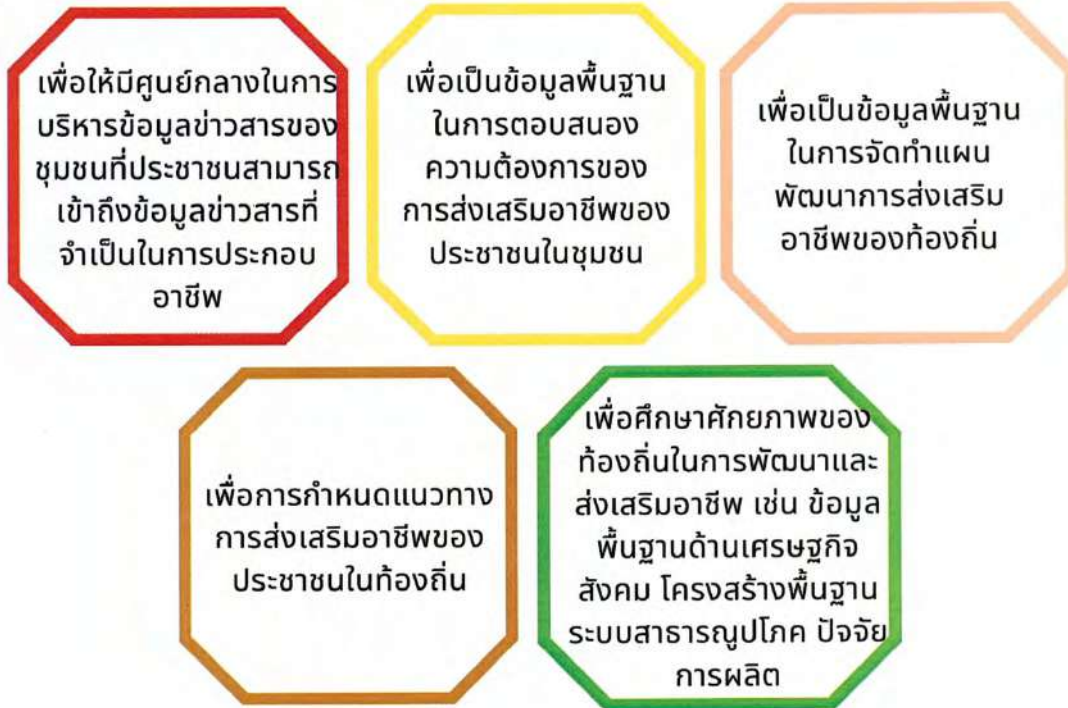 เพื่อให้มีศูนย์กลางในการ
บริหารข้อมูลข่าวสารของ
ชุมชนที่ประชาชนสามารถ
เข้าถึงข้อมูลข่าวสารที่
จำเป็นในการประกอบ
อาชีพ
เพื่อเป็นข้อมูลพื้นฐาน
ในการตอบสนอง
ความต้องการของ
การส่งเสริมอาชีพของ
ประชาชนในชุมชน
เพื่อเป็นข้อมูลพื้นฐาน
ในการจัดทำแผน
พัฒนาการส่งเสริม
อาชีพของท้องถิ่น
เพื่อการกำหนดแนวทาง
การส่งเสริมอาชีพของ
ประชาชนในท้องถิ่น
เพื่อศึกษาศักยภาพของ
ท้องถิ่นในการพัฒนาและ
ส่งเสริมอาชีพ เช่น ข้อมูล
พื้นฐานด้านเศรษฐกิจ
สังคม โครงสร้างพื้นฐาน
ระบบสาธารณูปโภค ปัจจัย
การผลิต